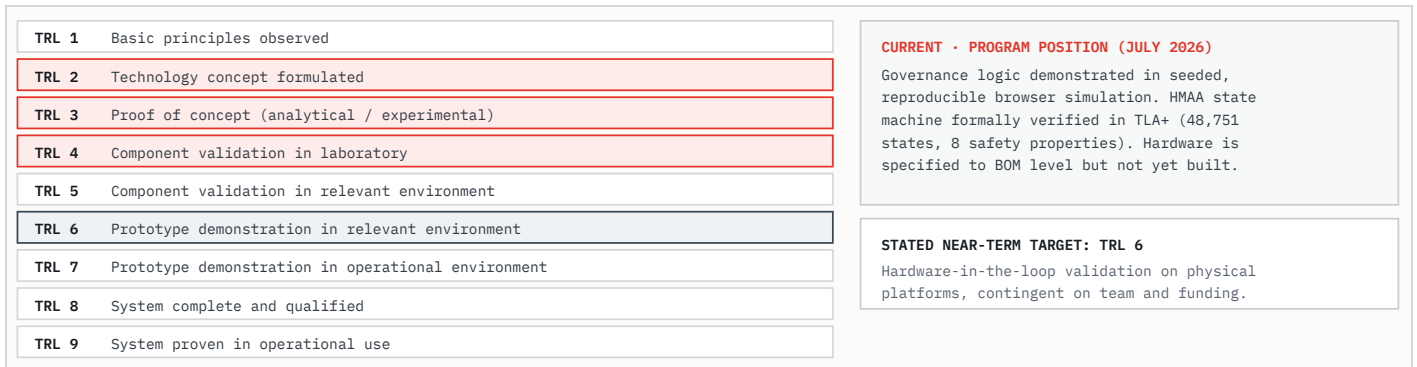 TRL 1 Basic principles observed
TRL 2 Technology concept formulated
TRL 3 Proof of concept (analytical / experimental)
TRL 4 Component validation in laboratory
TRL 5 Component validation in relevant environment
TRL 6 Prototype demonstration in relevant environment
TRL 7 Prototype demonstration in operational environment
TRL 8 System complete and qualified
TRL 9 System proven in operational use
CURRENT · PROGRAM POSITION (JULY 2026)
Governance logic demonstrated in seeded,
reproducible browser simulation. HMAA state
machine formally verified in TLA+ (48,751
states, 8 safety properties). Hardware is
specified to BOM level but not yet built.
STATED NEAR-TERM TARGET: TRL 6
Hardware-in-the-loop validation on physical
platforms, contingent on team and funding.